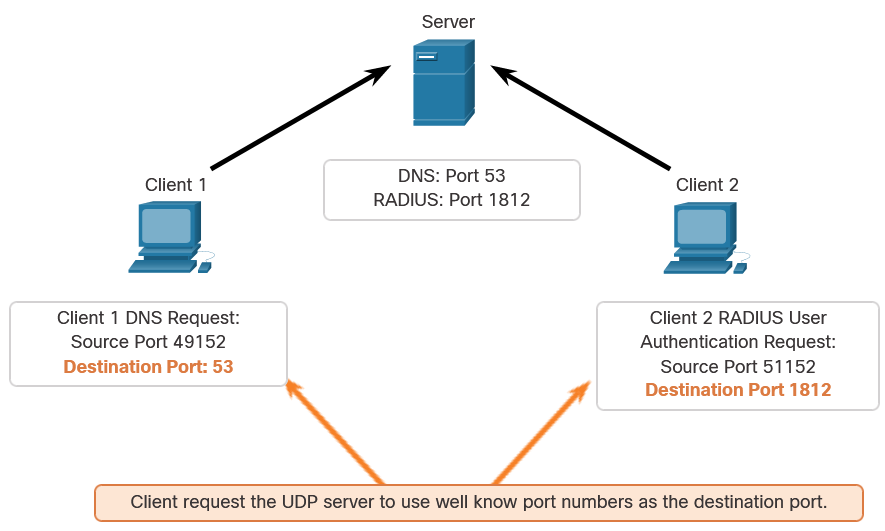 Server
DNS: Port 53
RADIUS: Port 1812
Client 1
Client 2
Client 1 DNS Request:
Source Port 49152
Destination Port: 53
Client 2 RADIUS User
Authentication Request:
Source Port 51152
Destination Port 1812
Client request the UDP server to use well know port numbers as the destination port.